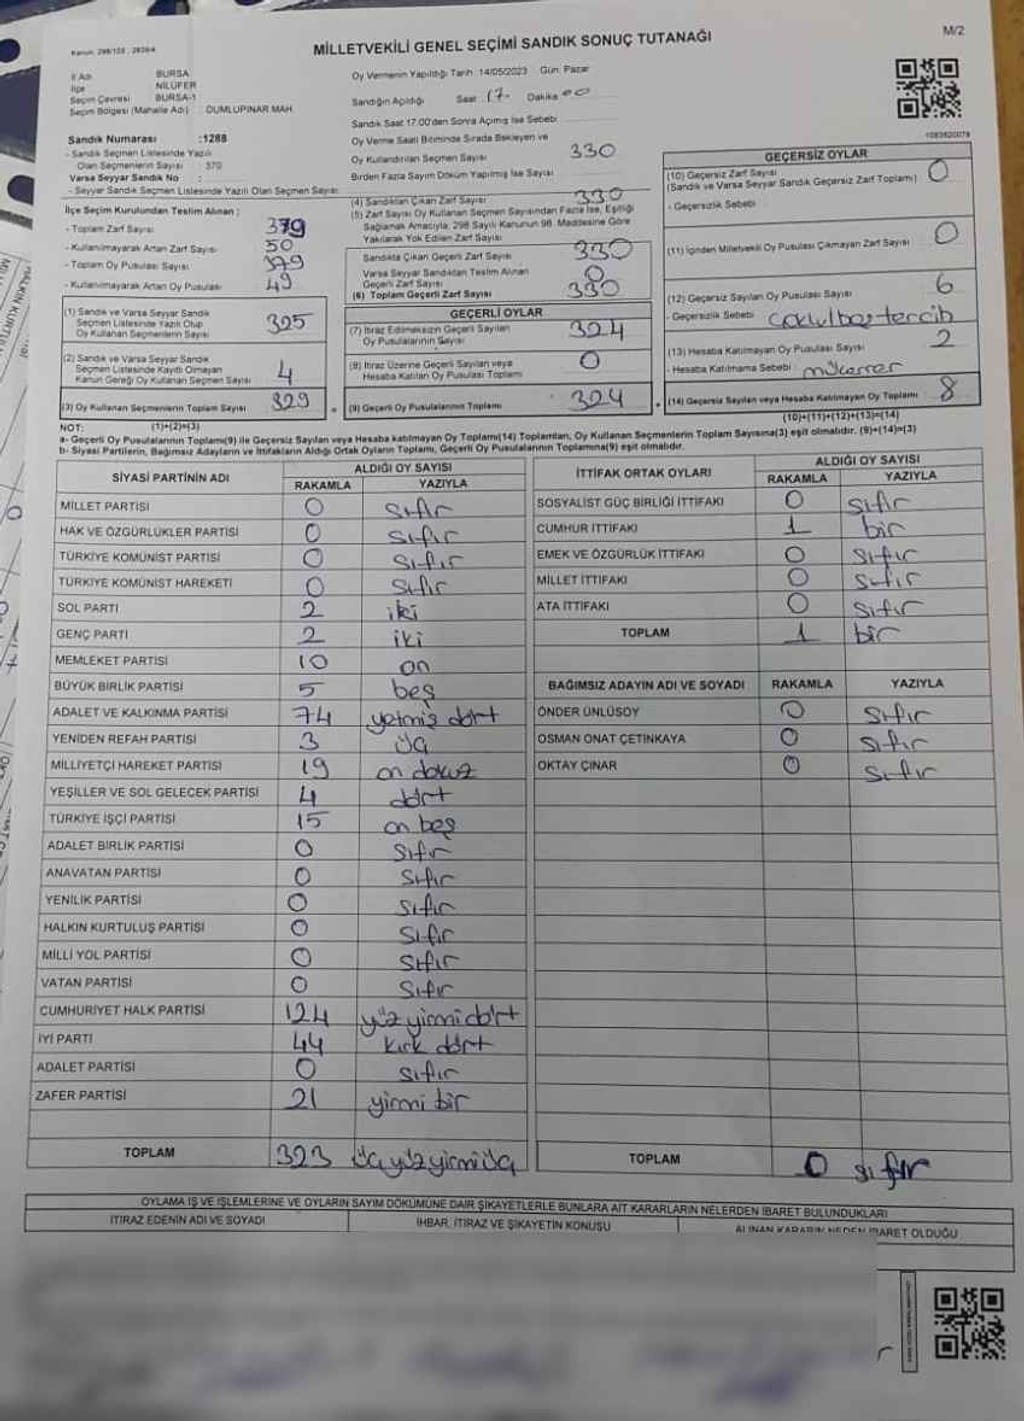 M/2
Kanun: 298/105 , 2839/4
MİLLETVEKİLİ GENEL SEÇİMİ SANDIK SONUÇ TUTANAĞI
İl Adı BURSA
İlçe NİLÜFER
Seçim Çevresi BURSA-1
Seçim Bölgesi (Mahalle Adı) : DUMLUPINAR MAH.
Sandık Numarası :1288
- Sandık Seçmen Listesinde Yazılı
Olan Seçmenlerin Sayısı : 370
Varsa Seyyar Sandık No :
- Seyyar Sandık Seçmen Listesinde Yazılı Olan Seçmen Sayısı
Oy Vermenin Yapıldığı Tarih :14/05/2023 Gün: Pazar
Sandığın Açıldığı Saat 17. Dakika 00
Sandık Saat 17.00'den Sonra Açılmış İse Sebebi
Oy Verme Saati Bitiminde Sırada Bekleyen ve
Oy Kullandırılan Seçmen Sayısı 330
Birden Fazla Sayım Döküm Yapılmış İse Sayısı
İlçe Seçim Kurulundan Teslim Alınan :
- Toplam Zarf Sayısı 379
- Kullanılmayarak Artan Zarf Sayısı 50
- Toplam Oy Pusulası Sayısı 379
- Kullanılmayarak Artan Oy Pusulası 49
(1) Sandık ve Varsa Seyyar Sandık
Seçmen Listesinde Yazılı Olup
Oy Kullanan Seçmenlerin Sayısı 325
(2) Sandık ve Varsa Seyyar Sandık
Seçmen Listesinde Kayıtlı Olmayan
Kanun Gereği Oy Kullanan Seçmen Sayısı 4
(3) Oy Kullanan Seçmenlerin Toplam Sayısı 329
(4) Sandıktan Çıkan Zarf Sayısı 330
(5) Zarf Sayısı Oy Kullanan Seçmen Sayısından Fazla İse, Eşitliği
Sağlamak Amacıyla, 298 Sayılı Kanunun 98. Maddesine Göre
Yakılarak Yok Edilen Zarf Sayısı
Sandıkta Çıkan Geçerli Zarf Sayısı 330
Varsa Seyyar Sandıktan Teslim Alınan
Geçerli Zarf Sayısı 0
(6) Toplam Geçerli Zarf Sayısı 330
GEÇERLİ OYLAR
(7) İtiraz Edilmeksizin Geçerli Sayılan
Oy Pusulalarının Sayısı 324
(8) İtiraz Üzerine Geçerli Sayılan veya
Hesaba Katılan Oy Pusulası Toplamı 0
(9) Geçerli Oy Pusulalarının Toplamı 324
1083620079
GEÇERSİZ OYLAR
(10) Geçersiz Zarf Sayısı 0
(Sandık ve Varsa Seyyar Sandık Geçersiz Zarf Toplamı)
- Geçersizlik Sebebi
(11) İçinden Milletvekili Oy Pusulası Çıkmayan Zarf Sayısı 0
(12) Geçersiz Sayılan Oy Pusulası Sayısı 6
- Geçersizlik Sebebi :
(13) Hesaba Katılmayan Oy Pusulası Sayısı 2
- Hesaba Katılmama Sebebi : mükerrer
(14) Geçersiz Sayılan veya Hesaba Katılmayan Oy Toplamı 8
NOT: (1)+(2)=(3) (10)+(11)+(12)+(13)=(14)
a- Geçerli Oy Pusulalarının Toplamı(9) ile Geçersiz Sayılan veya Hesaba katılmayan Oy Toplamı(14) Toplamları, Oy Kullanan Seçmenlerin Toplam Sayısına(3) eşit olmalıdır. (9)+(14)=(3)
b- Siyasi Partilerin, Bağımsız Adayların ve İttifakların Aldığı Ortak Oyların Toplamı, Geçerli Oy Pusulalarının Toplamına(9) eşit olmalıdır.
SİYASİ PARTİNİN ADI ALDIĞI OY SAYISI
RAKAMLA YAZIYLA
MİLLET PARTİSİ 0 sıfır
HAK VE ÖZGÜRLÜKLER PARTİSİ 0 sıfır
TÜRKİYE KOMÜNİST PARTİSİ 0 sıfır
TÜRKİYE KOMÜNİST HAREKETİ 0 sıfır
SOL PARTİ 2 iki
GENÇ PARTİ 2 iki
MEMLEKET PARTİSİ 10 on
BÜYÜK BİRLİK PARTİSİ 5 beş
ADALET VE KALKINMA PARTİSİ 74 yetmiş dört
YENİDEN REFAH PARTİSİ 3 üç
MİLLİYETÇİ HAREKET PARTİSİ 19 on dokuz
YEŞİLLER VE SOL GELECEK PARTİSİ 4 dört
TÜRKİYE İŞÇİ PARTİSİ 15 on beş
ADALET BİRLİK PARTİSİ 0 sıfır
ANAVATAN PARTİSİ 0 sıfır
YENİLİK PARTİSİ 0 sıfır
HALKIN KURTULUŞ PARTİSİ 0 sıfır
MİLLİ YOL PARTİSİ 0 sıfır
VATAN PARTİSİ 0 sıfır
CUMHURİYET HALK PARTİSİ 124 yüz yirmi dört
İYİ PARTİ 44 kırk dört
ADALET PARTİSİ 0 sıfır
ZAFER PARTİSİ 21 yirmi bir
TOPLAM 323 üç yüz yirmi üç
İTTİFAK ORTAK OYLARI ALDIĞI OY SAYISI
RAKAMLA YAZIYLA
SOSYALİST GÜÇ BİRLİĞİ İTTİFAKI 0 sıfır
CUMHUR İTTİFAKI 1 bir
EMEK VE ÖZGÜRLÜK İTTİFAKI 0 sıfır
MİLLET İTTİFAKI 0 sıfır
ATA İTTİFAKI 0 sıfır
TOPLAM 1 bir
BAĞIMSIZ ADAYIN ADI VE SOYADI RAKAMLA YAZIYLA
ÖNDER ÜNLÜSOY 0 sıfır
OSMAN ONAT ÇETİNKAYA 0 sıfır
OKTAY ÇINAR 0 sıfır
TOPLAM 0 sıfır
OYLAMA İŞ VE İŞLEMLERİNE VE OYLARIN SAYIM DÖKÜMÜNE DAİR ŞİKAYETLERLE BUNLARA AİT KARARLARIN NELERDEN İBARET BULUNDUKLARI
İTİRAZ EDENİN ADI VE SOYADI İHBAR, İTİRAZ VE ŞİKAYETİN KONUSU ALINAN KARARIN NEDEN İBARET OLDUĞU